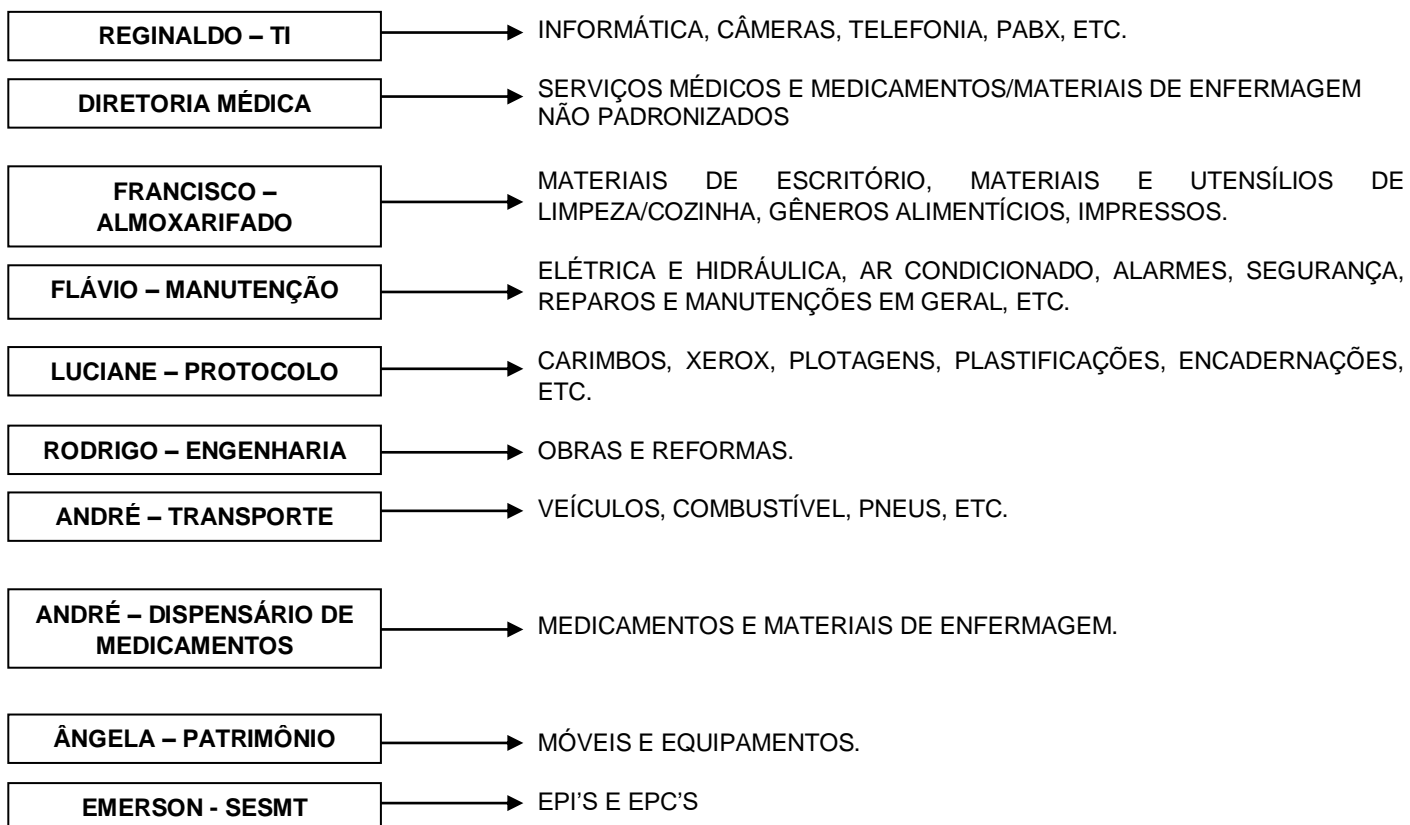 REGINALDO – TI
INFORMÁTICA, CÂMERAS, TELEFONIA, PABX, ETC.
DIRETORIA MÉDICA
SERVIÇOS MÉDICOS E MEDICAMENTOS/MATERIAIS DE ENFERMAGEM
NÃO PADRONIZADOS
FRANCISCO –
ALMOXARIFADO
MATERIAIS DE ESCRITÓRIO, MATERIAIS E UTENSÍLIOS DE
LIMPEZA/COZINHA, GÊNEROS ALIMENTÍCIOS, IMPRESSOS.
FLÁVIO – MANUTENÇÃO
ELÉTRICA E HIDRÁULICA, AR CONDICIONADO, ALARMES, SEGURANÇA,
REPAROS E MANUTENÇÕES EM GERAL, ETC.
LUCIANE – PROTOCOLO
CARIMBOS, XEROX, PLOTAGENS, PLASTIFICAÇÕES, ENCADERNAÇÕES,
ETC.
RODRIGO – ENGENHARIA
OBRAS E REFORMAS.
ANDRÉ – TRANSPORTE
VEÍCULOS, COMBUSTÍVEL, PNEUS, ETC.
ANDRÉ – DISPENSÁRIO DE
MEDICAMENTOS
MEDICAMENTOS E MATERIAIS DE ENFERMAGEM.
ÂNGELA – PATRIMÔNIO
MÓVEIS E EQUIPAMENTOS.
EMERSON - SESMT
EPI'S E EPC'S